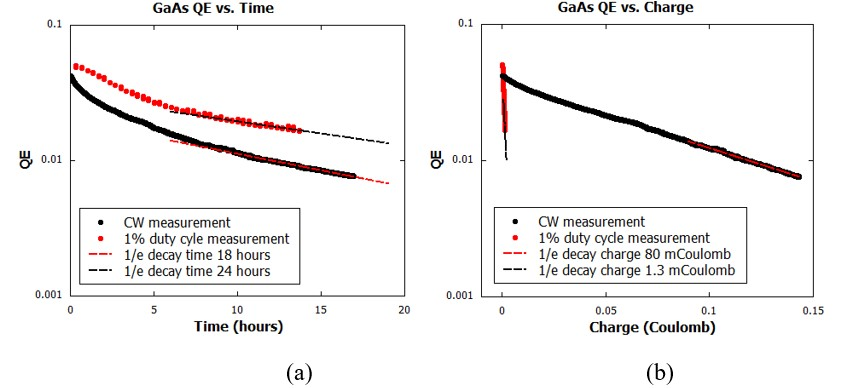 GaAs QE vs. Time
0.1
0.01
0.001
QE
CW measurement
1% duty cyle measurement
1/e decay time 18 hours
1/e decay time 24 hours
0
5
10
15
20
Time (hours)
(a)
GaAs QE vs. Charge
0.1
0.01
0.001
QE
CW measurement
1% duty cycle measurement
1/e decay charge 80 mCoulomb
1/e decay charge 1.3 mCoulomb
0
0.05
0.1
0.15
Charge (Coulomb)
(b)